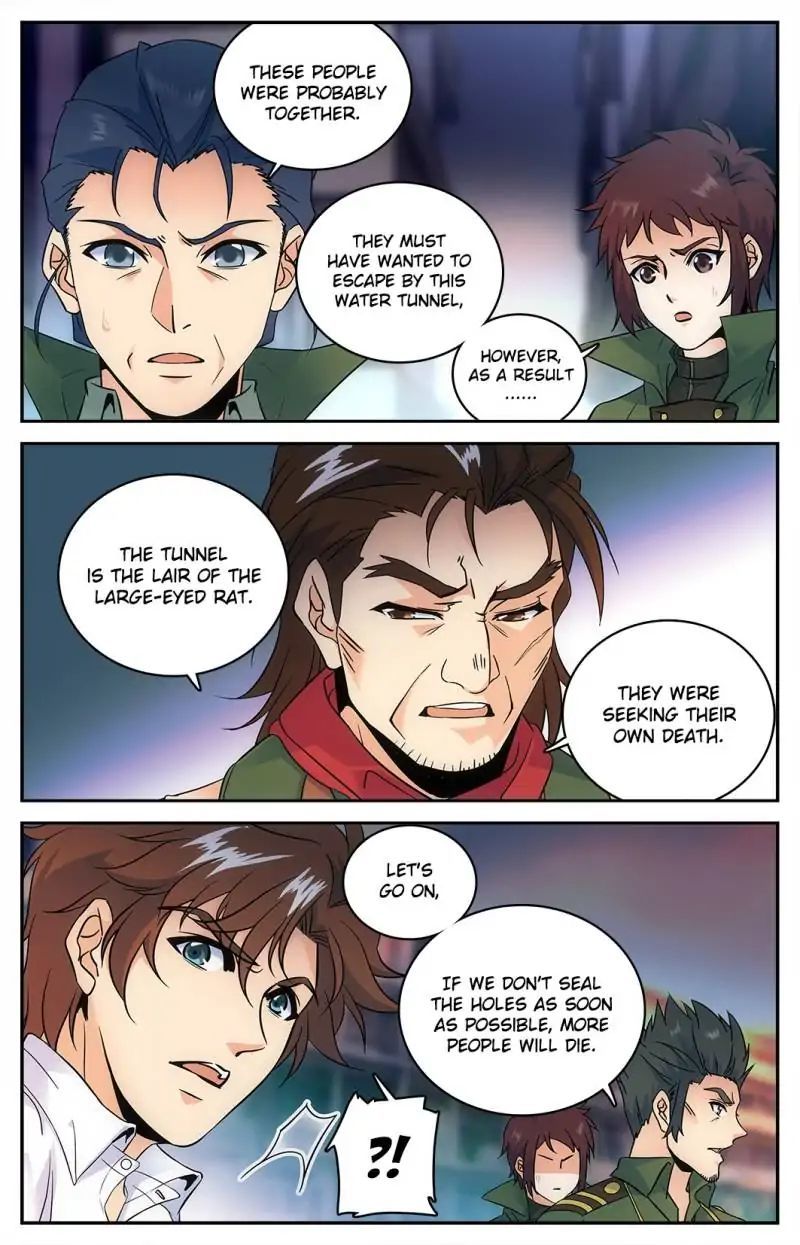 THESE PEOPLE
WERE PROBABLY
TOGETHER.
THEY MUST
HAVE WANTED TO
ESCAPE BY THIS
WATER TUNNEL,
HOWEVER,
AS A RESULT
......
THE TUNNEL
IS THE LAIR OF THE
LARGE-EYED RAT.
THEY WERE
SEEKING THEIR
OWN DEATH.
LET'S
GO ON,
IF WE DON'T SEAL
THE HOLES AS SOON
AS POSSIBLE, MORE
PEOPLE WILL DIE.
?!